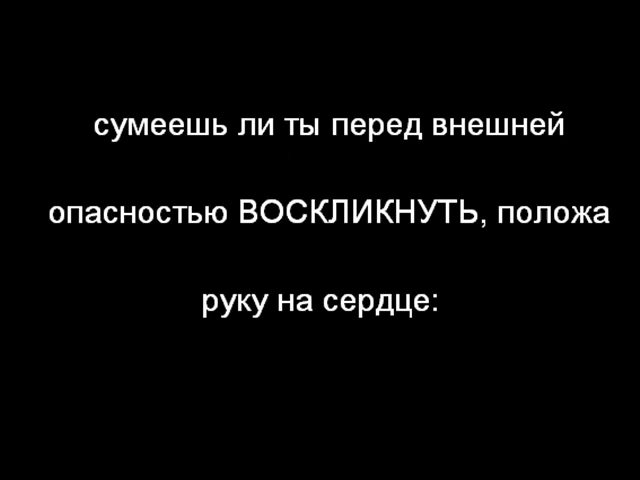 сумеешь ли ты перед внешней
опасностью ВОСКЛИКНУТЬ, положа
руку на сердце: